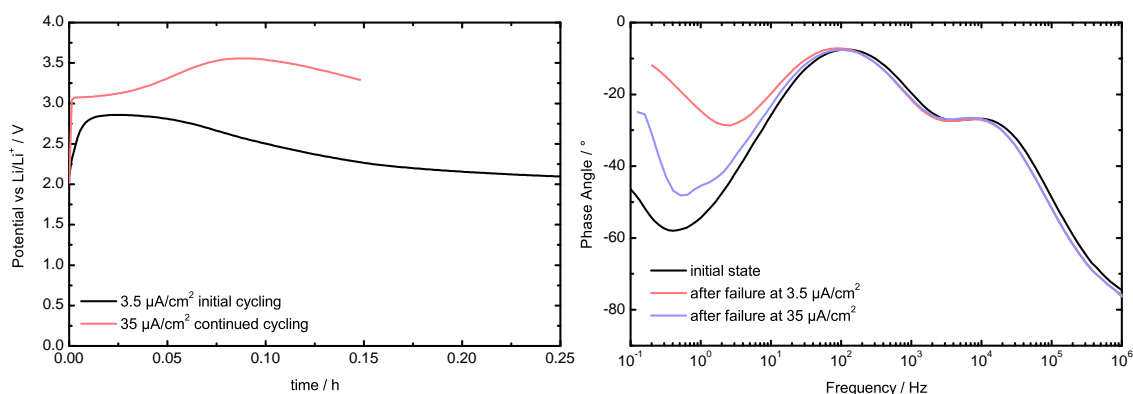 4.0
3.5
3.0
2.5
2.0
1.5
1.0
0.5
0.0
Potential vs Li/Li⁺ / V
3.5 µA/cm² initial cycling
35 µA/cm² continued cycling
0.00 0.05 0.10 0.15 0.20 0.25
time / h
0
-20
-40
-60
-80
Phase Angle / °
initial state
after failure at 3.5 µA/cm²
after failure at 35 µA/cm²
10⁻¹ 10⁰ 10¹ 10² 10³ 10⁴ 10⁵ 10⁶
Frequency / Hz